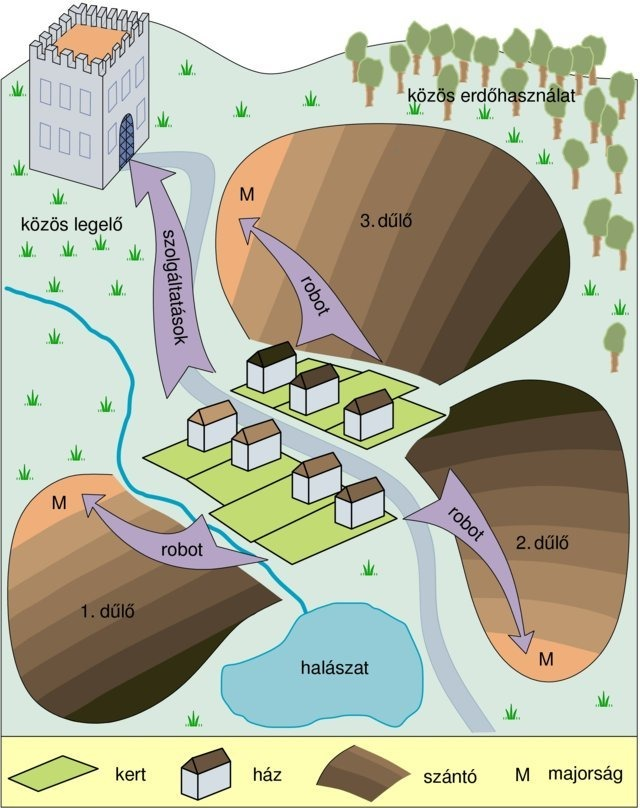 közös erdőhasználat
M
3. dűlő
közös legelő
szolgáltatások
robot
M
robot
robot
2. dűlő
1. dűlő
M
halászat
kert
ház
szántó
M
majorság